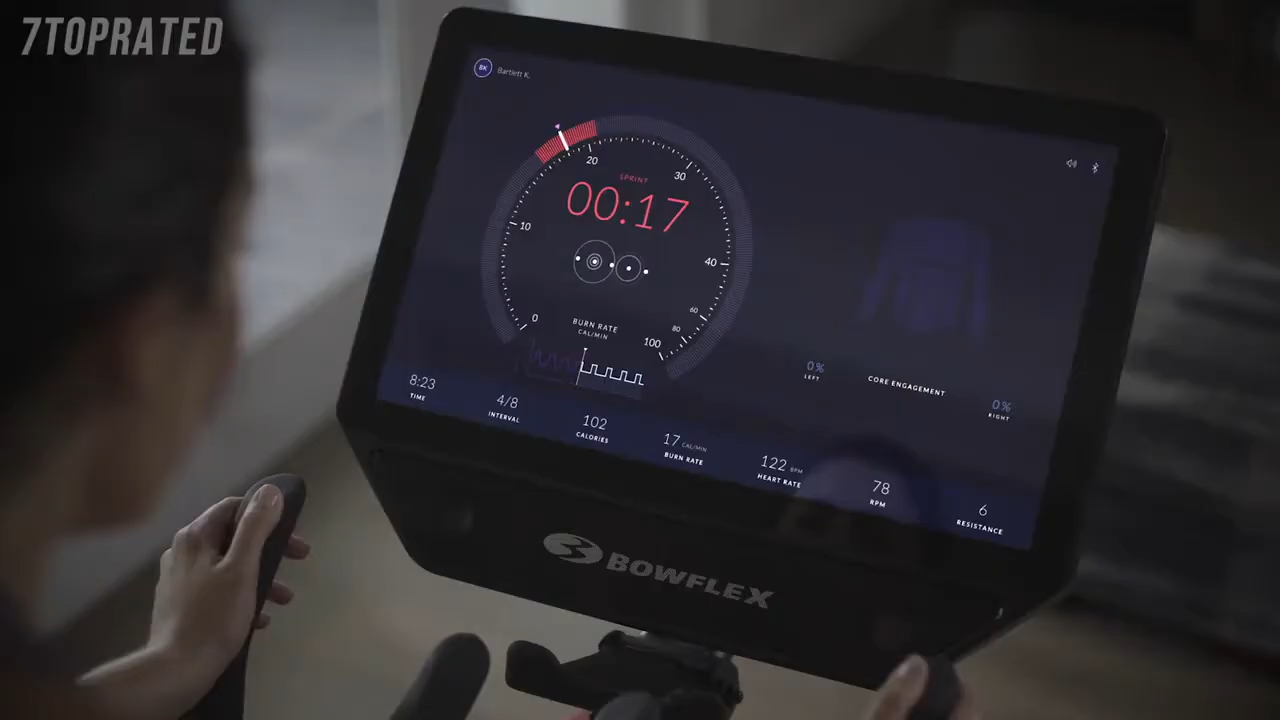 7TOPRATED
BK Bartlett K.
SPRINT
00:17
0
10
20
30
40
60
80
100
BURN RATE
CAL/MIN
0%
LEFT
CORE ENGAGEMENT
0%
RIGHT
8:23
TIME
4/8
INTERVAL
102
CALORIES
17 CAL/MIN
BURN RATE
122 BPM
HEART RATE
78
RPM
6
RESISTANCE
BOWFLEX